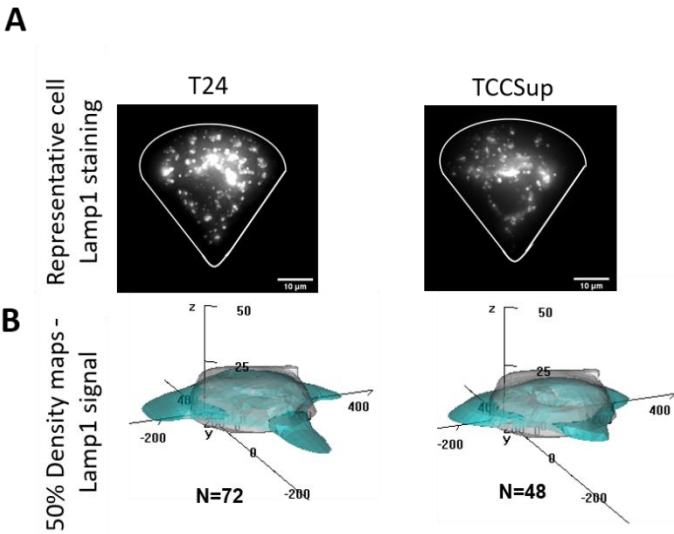 A
T24
TCCSup
Representative cell
Lamp1 staining
10 μm
10 μm
B
50% Density maps -
Lamp1 signal
z
50
25
400
-200
y
0
-200
N=72
z
50
25
400
-200
y
0
-200
N=48